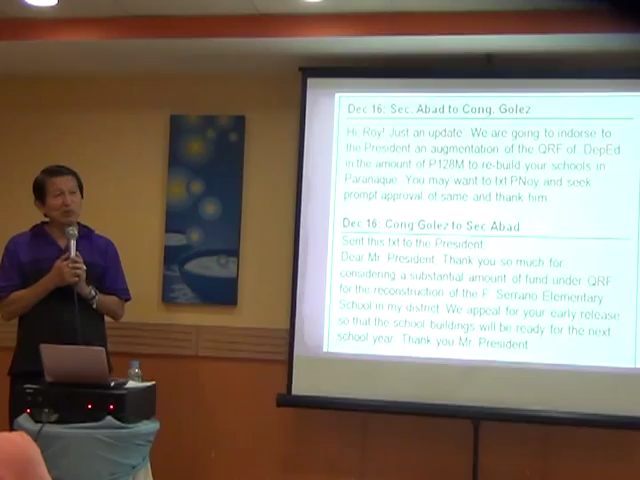 Dec 16: Sec. Abad to Cong. Golez
Hi, Roy! Just an update. We are going to indorse to
the President an augmentation of the QRF of DepEd
in the amount of P128M to re-build your schools in
Paranaque. You may want to txt PNoy and seek
prompt approval of same and thank him.
Dec 16: Cong Golez to Sec Abad
Sent this txt to the President
Dear Mr. President. Thank you so much for
considering a substantial amount of fund under QRF
for the reconstruction of the F. Serrano Elementary
School in my district. We appeal for your early release
so that the school buildings will be ready for the next
school year. Thank you Mr. President